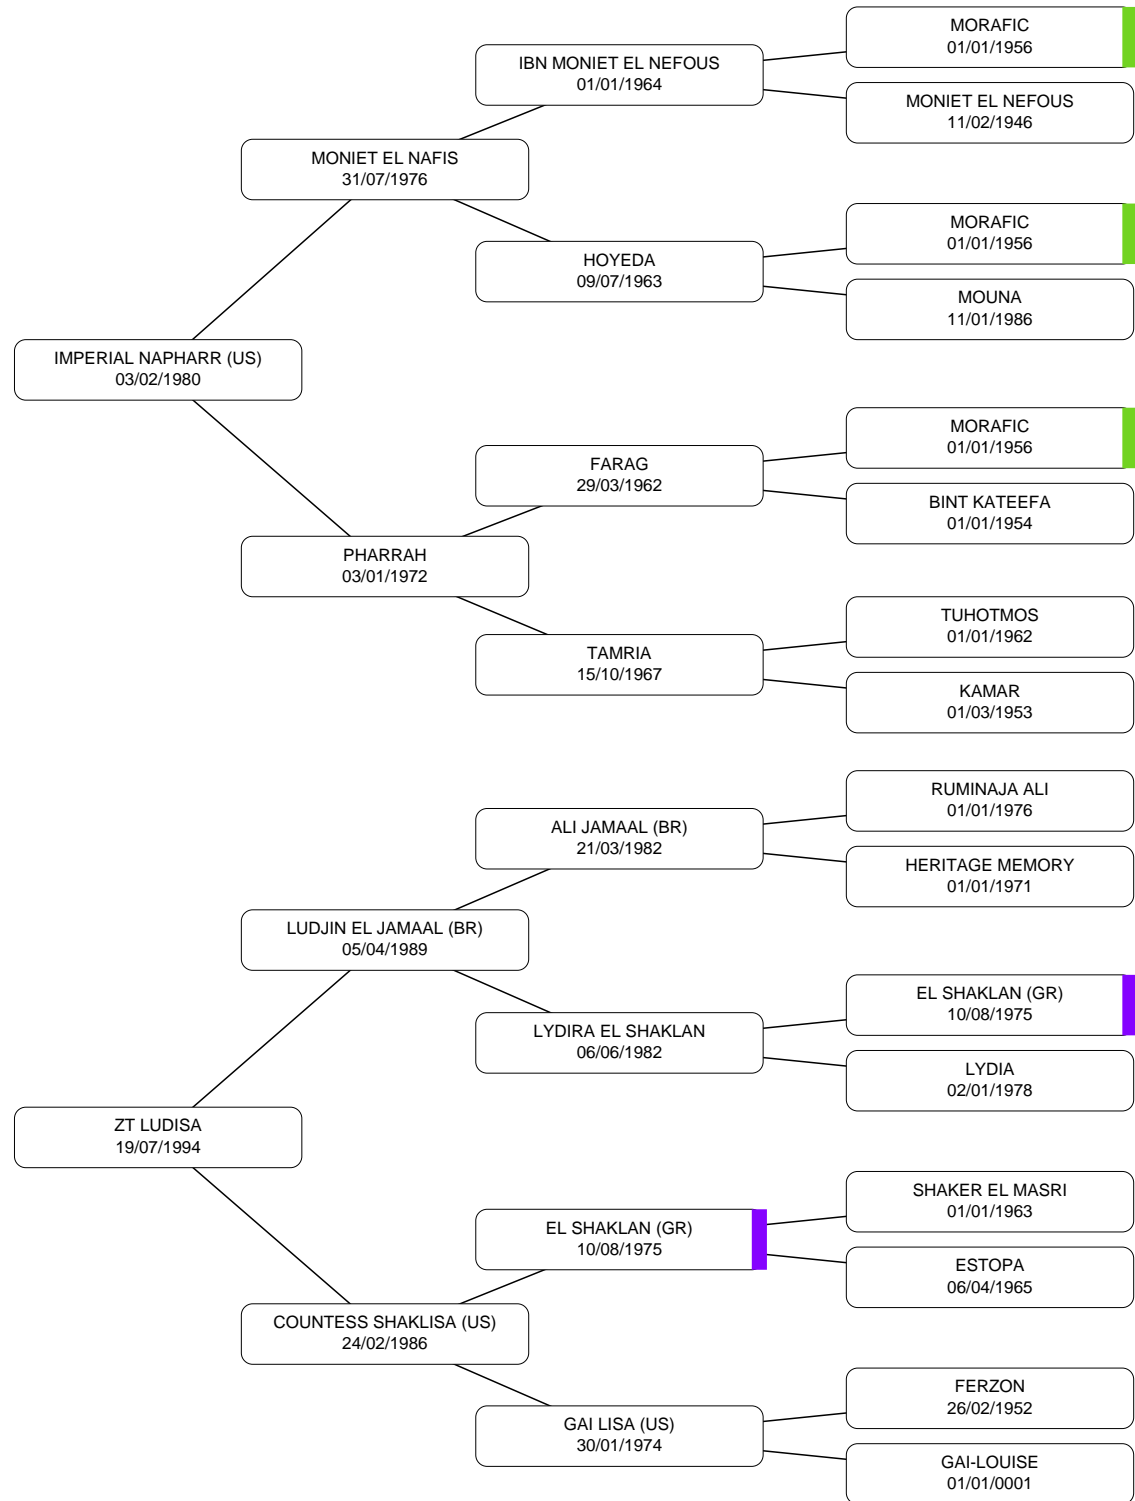 MORAFIC
01/01/1956
IBN MONIET EL NEFOUS
01/01/1964
MONIET EL NEFOUS
11/02/1946
MONIET EL NAFIS
31/07/1976
MORAFIC
01/01/1956
HOYEDA
09/07/1963
MOUNA
11/01/1986
IMPERIAL NAPHARR (US)
03/02/1980
MORAFIC
01/01/1956
FARAG
29/03/1962
BINT KATEEFA
01/01/1954
PHARRAH
03/01/1972
TUHOTMOS
01/01/1962
TAMRIA
15/10/1967
KAMAR
01/03/1953
RUMINAJA ALI
01/01/1976
ALI JAMAAL (BR)
21/03/1982
HERITAGE MEMORY
01/01/1971
LUDJIN EL JAMAAL (BR)
05/04/1989
EL SHAKLAN (GR)
10/08/1975
LYDIRA EL SHAKLAN
06/06/1982
LYDIA
02/01/1978
ZT LUDISA
19/07/1994
SHAKER EL MASRI
01/01/1963
EL SHAKLAN (GR)
10/08/1975
ESTOPA
06/04/1965
COUNTESS SHAKLISA (US)
24/02/1986
FERZON
26/02/1952
GAI LISA (US)
30/01/1974
GAI-LOUISE
01/01/0001